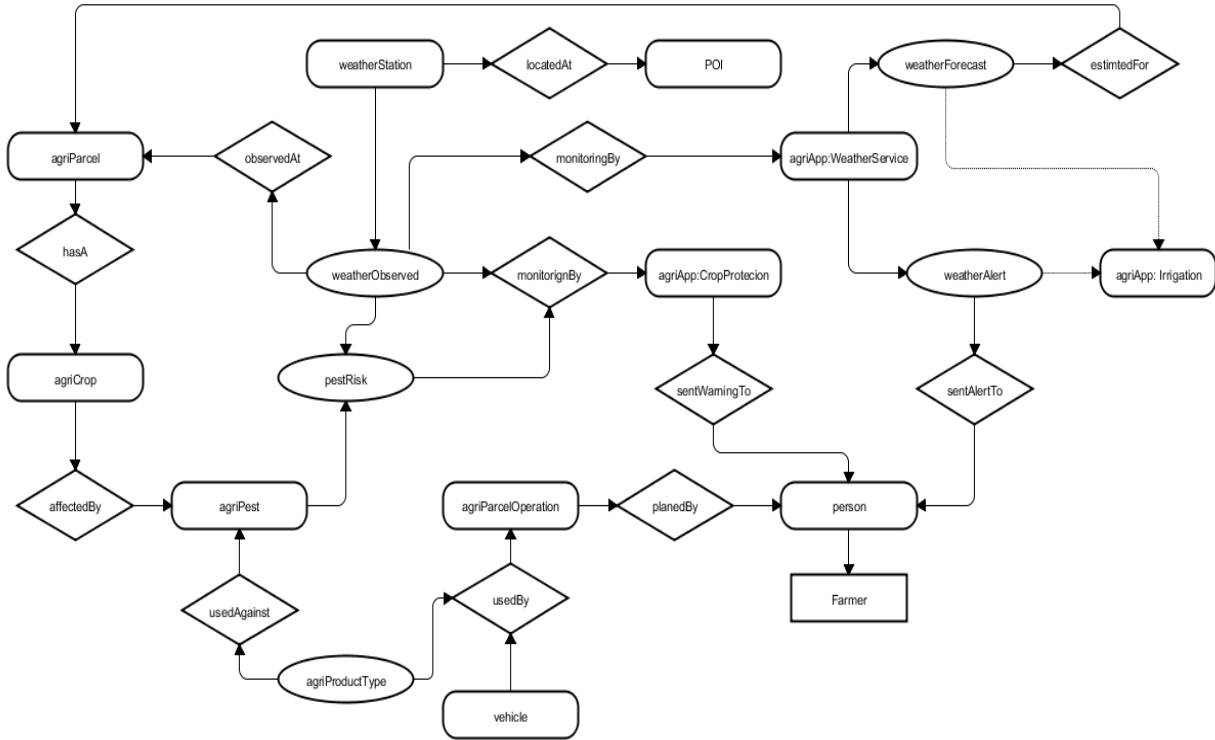 weatherStation
locatedAt
POI
weatherForecast
estimtedFor
agriParcel
observedAt
monitoringBy
agriApp:WeatherService
hasA
weatherObserved
monitorignBy
agriApp:CropProtecion
weatherAlert
agriApp: Irrigation
agriCrop
pestRisk
sentWarningTo
sentAlertTo
affectedBy
agriPest
agriParcelOperation
planedBy
person
usedAgainst
usedBy
Farmer
agriProductType
vehicle